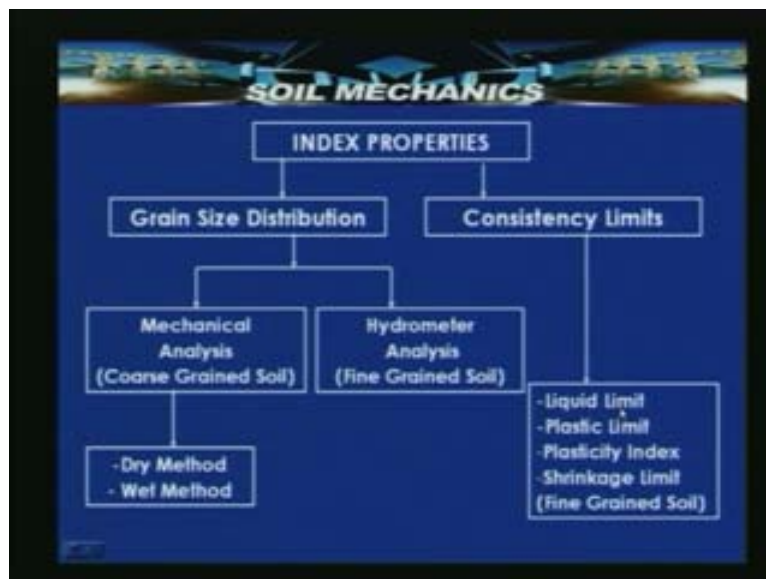 SOIL MECHANICS
INDEX PROPERTIES
Grain Size Distribution
Consistency Limits
Mechanical
Analysis
(Coarse Grained Soil)
Hydrometer
Analysis
(Fine Grained Soil)
-Liquid Limit
-Plastic Limit
-Plasticity Index
-Shrinkage Limit
(Fine Grained Soil)
-Dry Method
- Wet Method